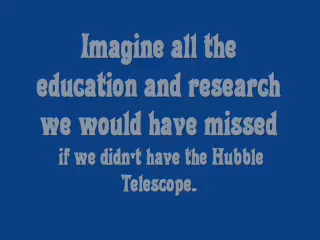 Imagine all the
education and research
we would have missed
if we didn't have the Hubble
Telescope.